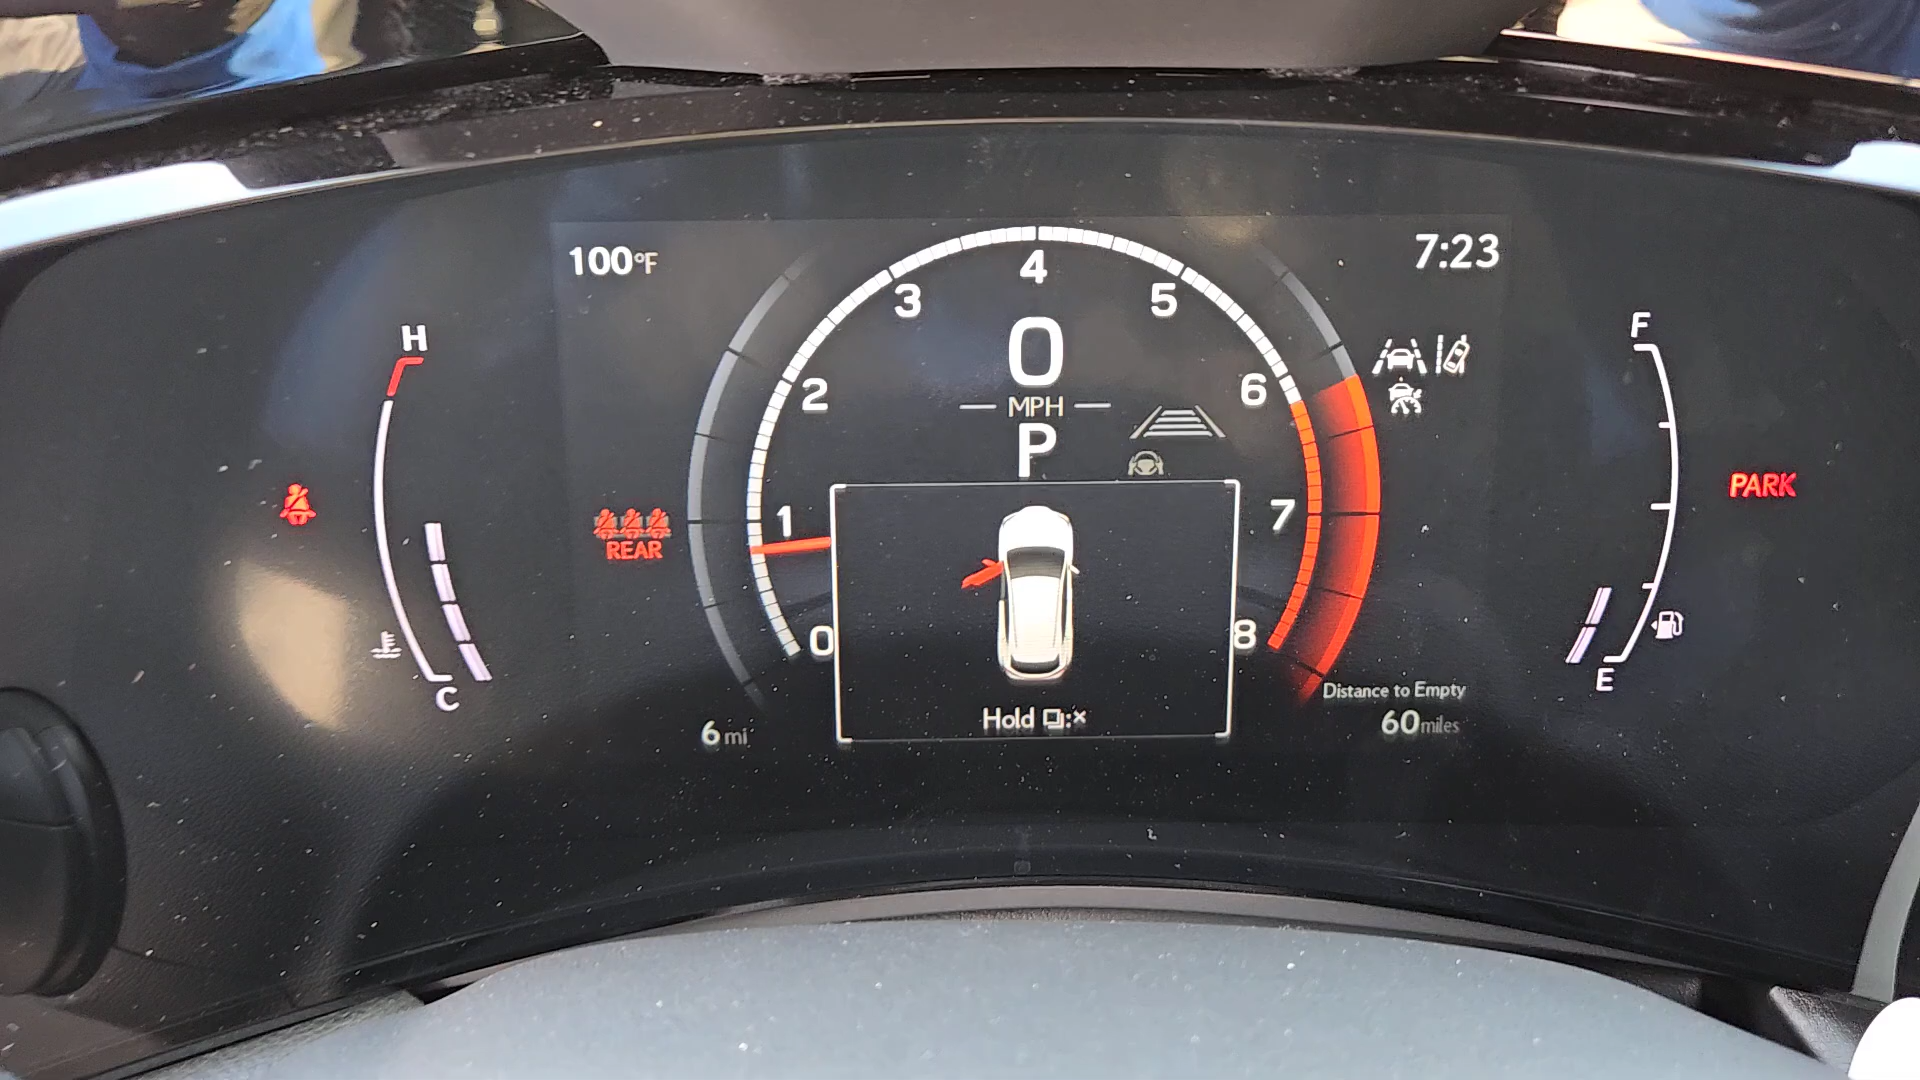 100°F
7:23
H
C
0
1
2
3
4
5
6
7
8
0
MPH
P
REAR
Hold :×
6 mi
Distance to Empty
60 miles
F
E
PARK